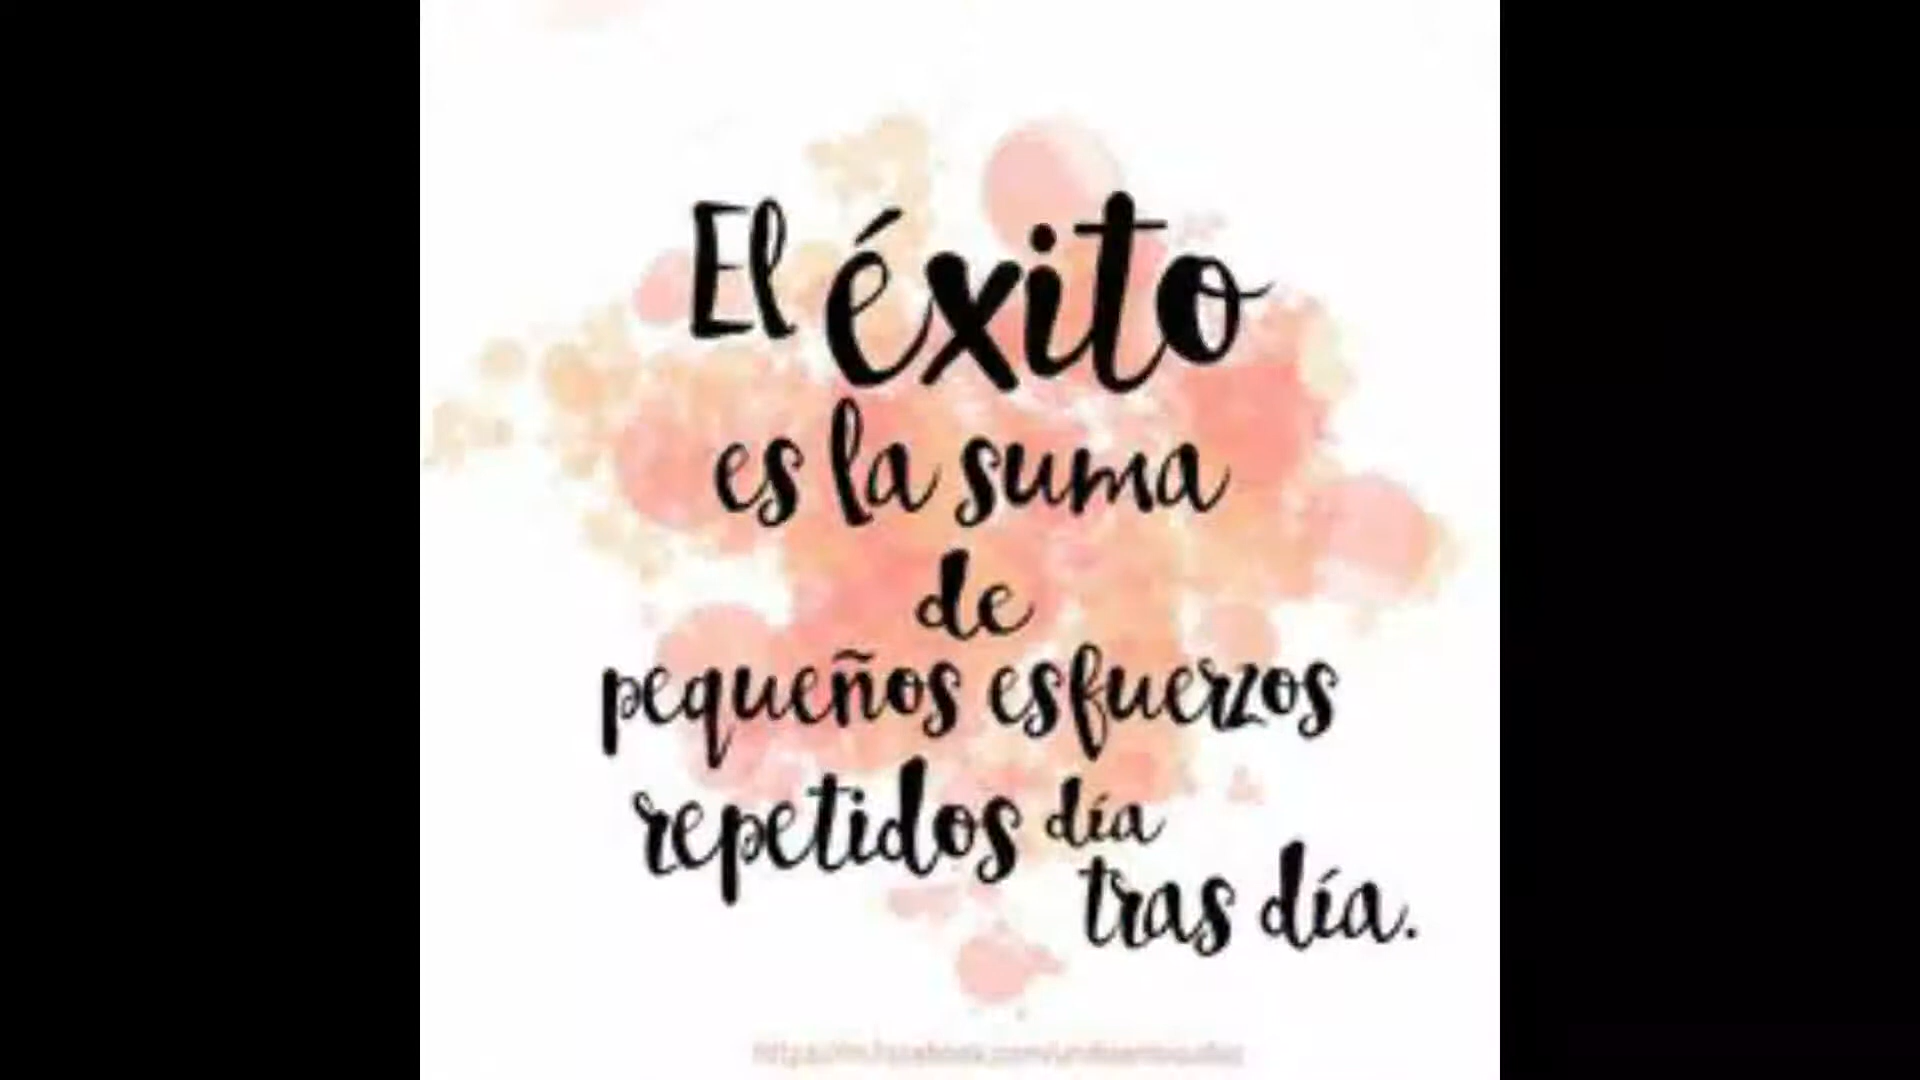 El éxito
es la suma
de
pequeños esfuerzos
repetidos día
tras día.